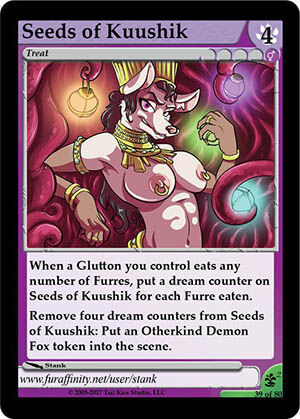 Seeds of Kuushik
4
Treat
When a Glutton you control eats any
number of Furres, put a dream counter on
Seeds of Kuushik for each Furre eaten.
Remove four dream counters from Seeds
of Kuushik: Put an Otherkind Demon
Fox token into the scene.
Stank
www.furaffinity.net/user/stank
© 2008-2017 Tail Kiss Studio, LLC
39 of 80